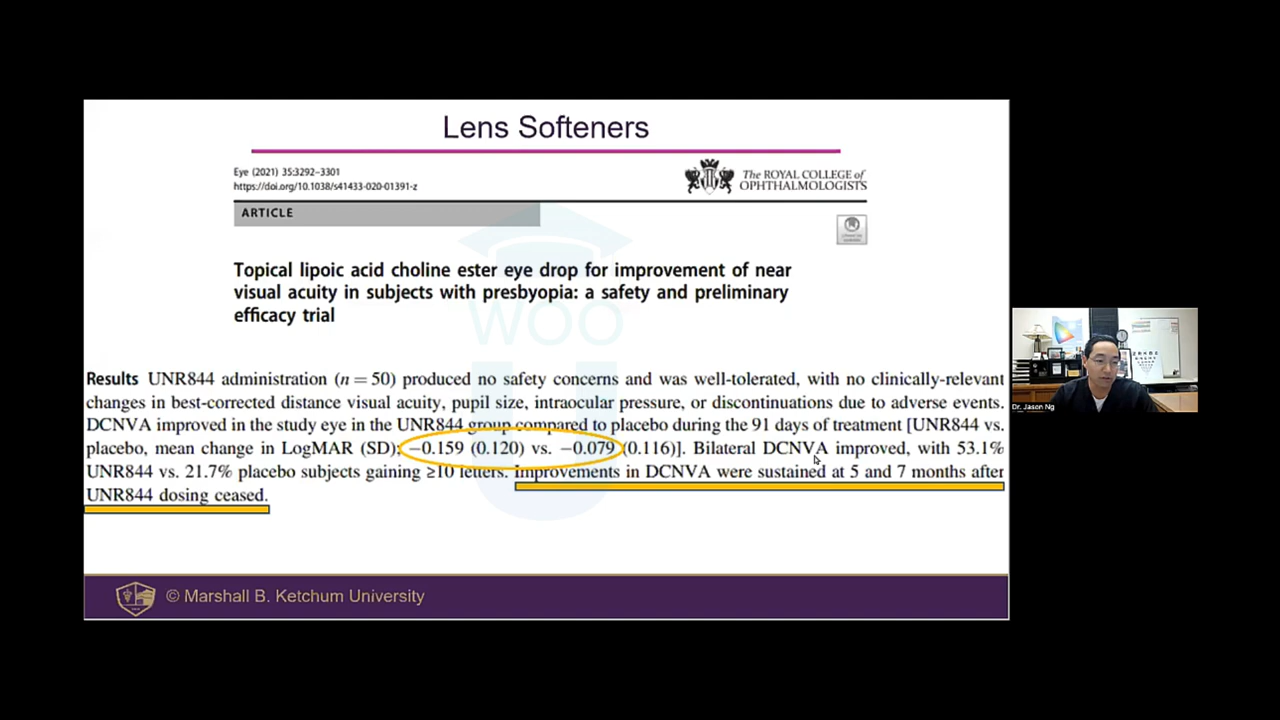 Lens Softeners
Eye (2021) 35:3292–3301
https://doi.org/10.1038/s41433-020-01391-z
The ROYAL COLLEGE of
OPHTHALMOLOGISTS
ARTICLE
Topical lipoic acid choline ester eye drop for improvement of near
visual acuity in subjects with presbyopia: a safety and preliminary
efficacy trial
WOO
U
Results UNR844 administration (n = 50) produced no safety concerns and was well-tolerated, with no clinically-relevant
changes in best-corrected distance visual acuity, pupil size, intraocular pressure, or discontinuations due to adverse events.
DCNVA improved in the study eye in the UNR844 group compared to placebo during the 91 days of treatment [UNR844 vs.
placebo, mean change in LogMAR (SD); −0.159 (0.120) vs. −0.079 (0.116)]. Bilateral DCNVA improved, with 53.1%
UNR844 vs. 21.7% placebo subjects gaining ≥10 letters. Improvements in DCNVA were sustained at 5 and 7 months after
UNR844 dosing ceased.
© Marshall B. Ketchum University
Dr. Jason Ng